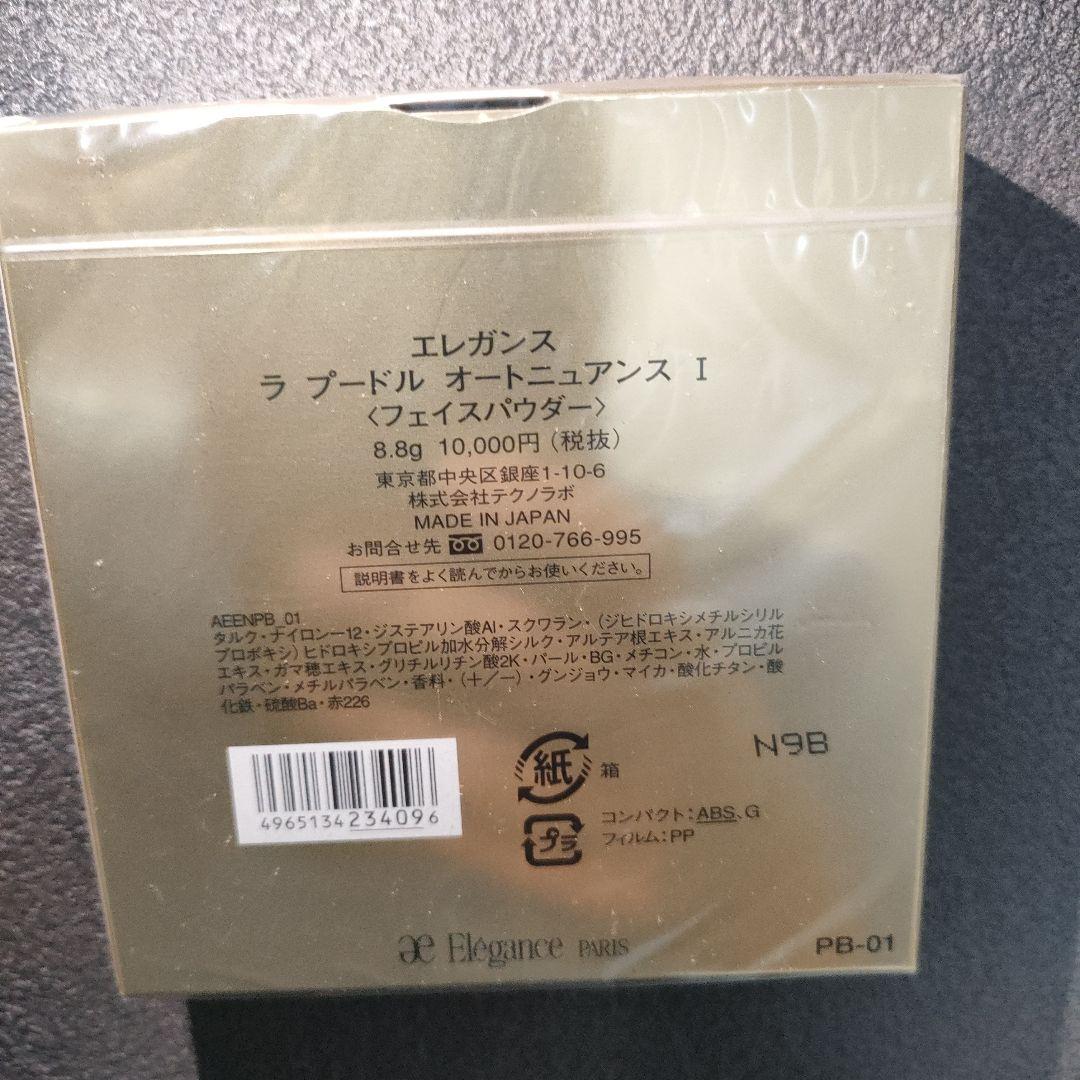 エレガンス
ラ プードル オートニュアンス I
〈フェイスパウダー〉
8.8g 10,000円(税抜)
東京都中央区銀座1-10-6
株式会社テクノラボ
MADE IN JAPAN
お問合せ先 0120-766-995
説明書をよく読んでからお使いください。
AEENPB_01
タルク・ナイロン-12・ジステアリン酸Al・スクワラン・(ジヒドロキシメチルシリル
プロポキシ)ヒドロキシプロピル加水分解シルク・アルテア根エキス・アルニカ花
エキス・ガマ穂エキス・グリチルリチン酸2K・パール・BG・メチコン・水・プロピル
パラベン・メチルパラベン・香料・(+/-)・グンジョウ・マイカ・酸化チタン・酸
化鉄・硫酸Ba・赤226
4965134234096
紙 箱
プラ
コンパクト:ABS、G
フィルム:PP
N9B
ae Elégance PARIS
PB-01